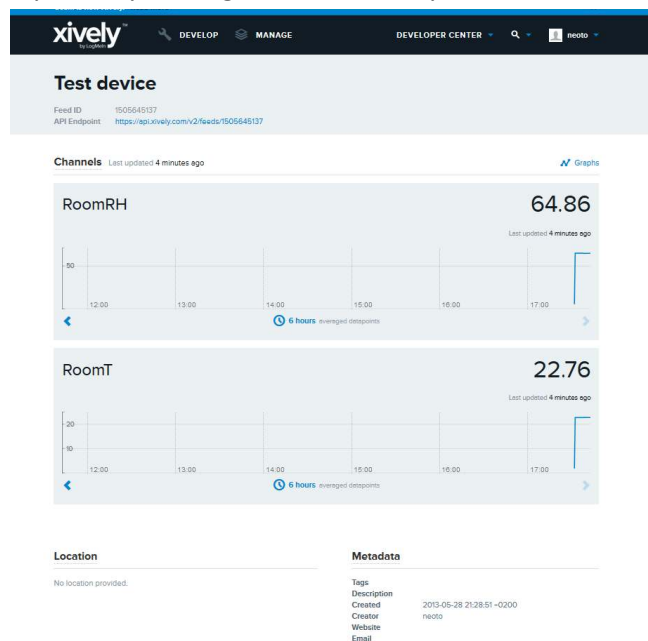 xively™
by LogMeIn
DEVELOP
MANAGE
DEVELOPER CENTER
neoto
Test device
Feed ID 1505645137
API Endpoint https://api.xively.com/v2/feeds/1505645137
Channels Last updated 4 minutes ago
Graphs
RoomRH
64.86
Last updated 4 minutes ago
50
12:00 13:00 14:00 15:00 16:00 17:00
6 hours averaged datapoints
RoomT
22.76
Last updated 4 minutes ago
20
10
12:00 13:00 14:00 15:00 16:00 17:00
6 hours averaged datapoints
Location
No location provided.
Metadata
Tags
Description
Created 2013-05-28 21:28:51 -0200
Creator neoto
Website
Email